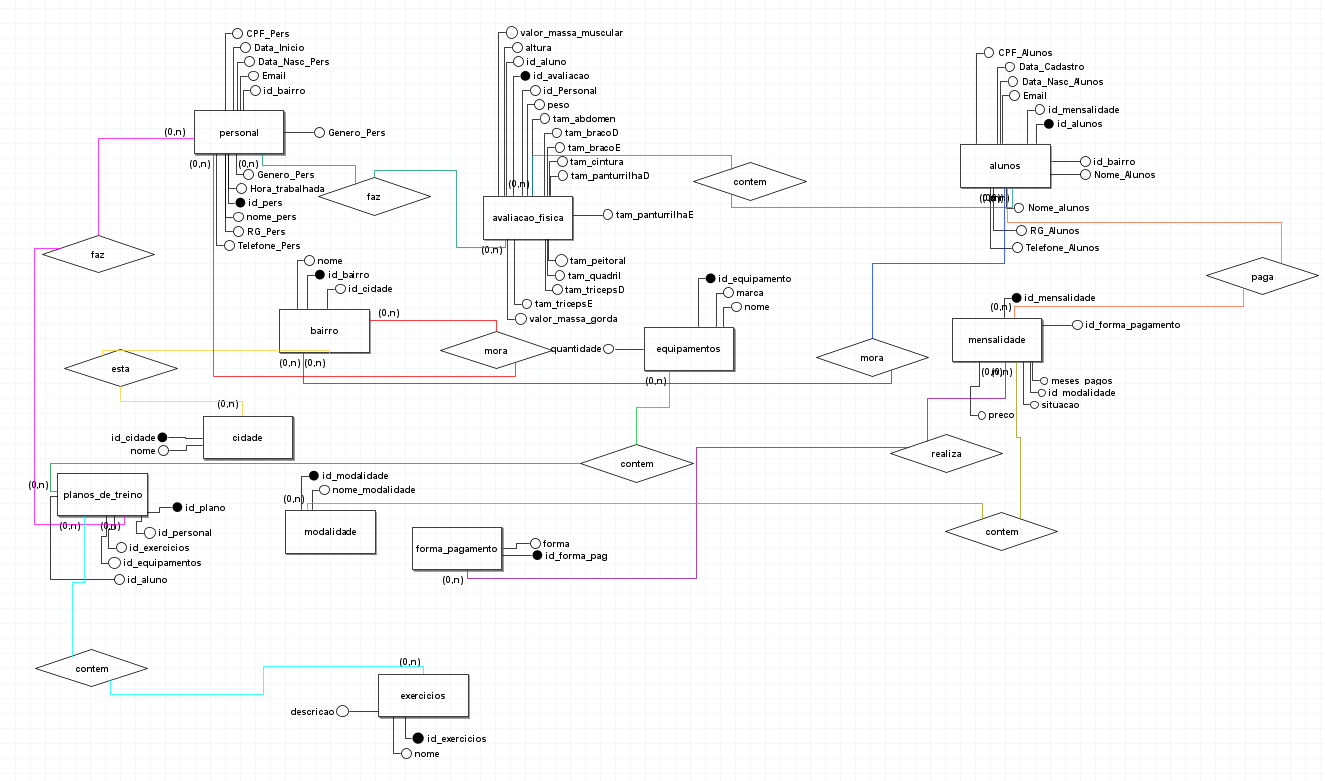 CPF_Pers
Data_Inicio
Data_Nasc_Pers
Email
id_bairro
(0,n)
personal
Genero_Pers
(0,n)
(0,n)
Genero_Pers
Hora_trabalhada
id_pers
nome_pers
RG_Pers
Telefone_Pers
faz
faz
valor_massa_muscular
altura
id_aluno
id_avaliacao
id_Personal
peso
tam_abdomen
tam_bracoD
tam_bracoE
tam_cintura
tam_panturrilhaD
(0,n)
avaliacao_fisica
tam_panturrilhaE
(0,n)
tam_peitoral
tam_quadril
tam_tricepsD
tam_tricepsE
valor_massa_gorda
contem
CPF_Alunos
Data_Cadastro
Data_Nasc_Alunos
Email
id_mensalidade
id_alunos
alunos
id_bairro
Nome_Alunos
Nome_alunos
RG_Alunos
Telefone_Alunos
paga
nome
id_bairro
id_cidade
bairro
(0,n)
(0,n)
(0,n)
mora
id_equipamento
marca
nome
quantidade
equipamentos
(0,n)
mora
id_mensalidade
(0,n)
id_forma_pagamento
mensalidade
meses_pagos
id_modalidade
situacao
preco
esta
(0,n)
id_cidade
nome
cidade
contem
realiza
(0,n)
planos_de_treino
id_plano
(0,n)
(0,n)
id_personal
id_exercicios
id_equipamentos
id_aluno
id_modalidade
nome_modalidade
(0,n)
modalidade
forma_pagamento
forma
id_forma_pag
(0,n)
contem
contem
(0,n)
exercicios
descricao
id_exercicios
nome